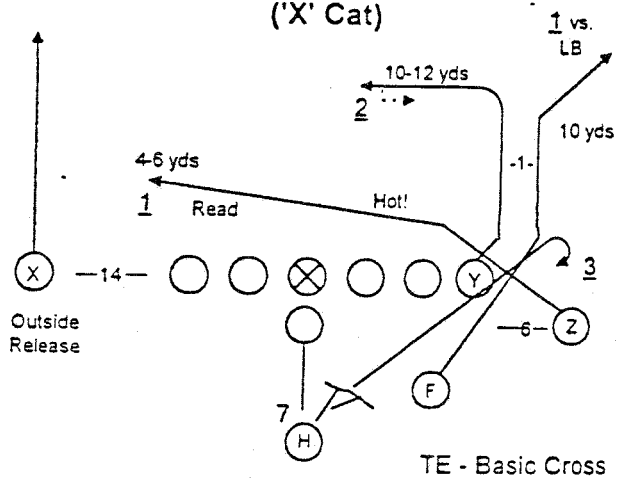 ('X' Cat)
1 vs.
LB
10-12 yds
2
10 yds
-1-
4-6 yds
1
Read
Hot!
X
—14—
Y
3
Outside
Release
—6—
Z
F
7
H
TE - Basic Cross